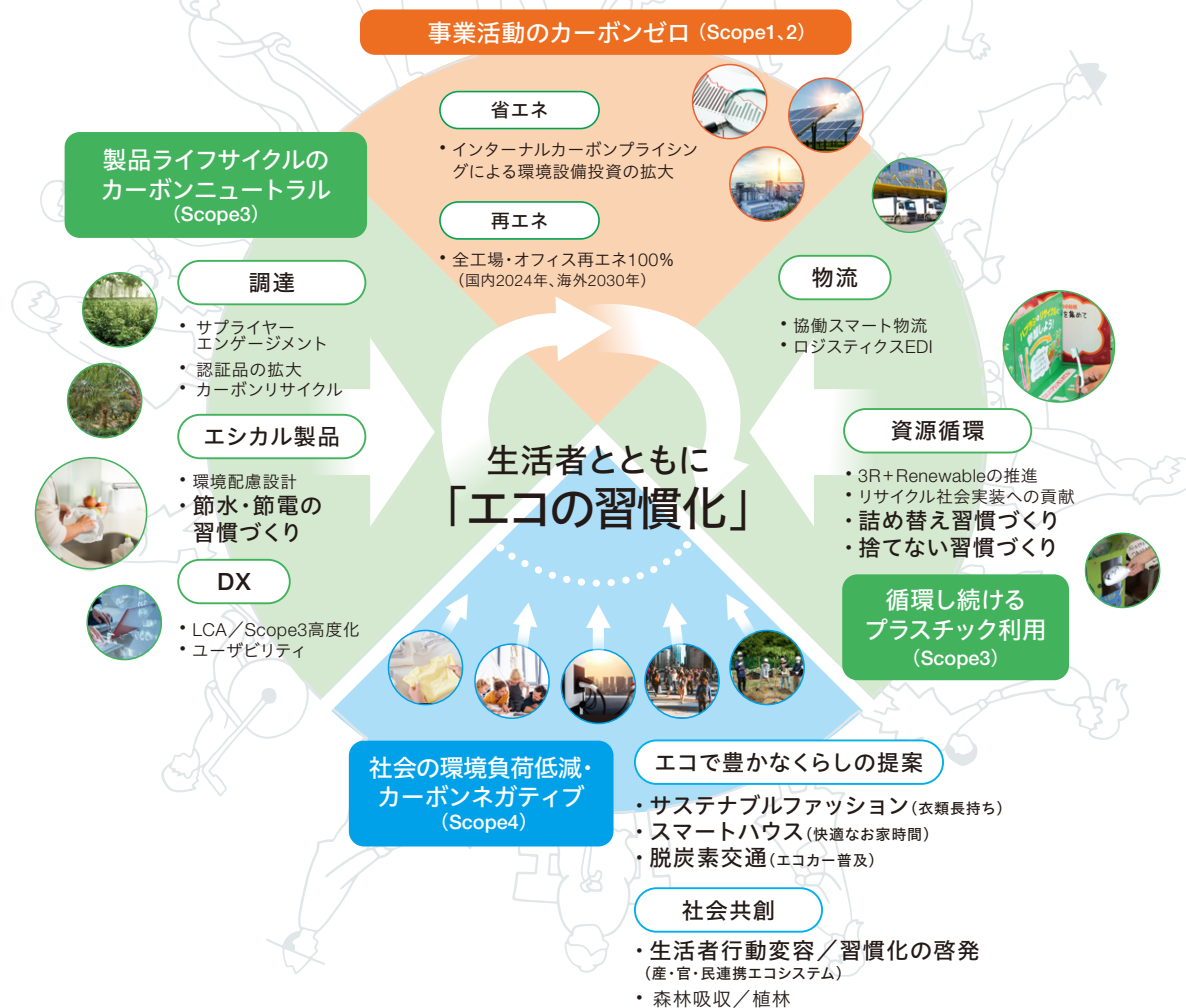 事業活動のカーボンゼロ（Scope1、2）
省エネ
・インターナルカーボンプライシン
グによる環境設備投資の拡大
再エネ
・全工場・オフィス再エネ100％
（国内2024年、海外2030年）
製品ライフサイクルの
カーボンニュートラル
（Scope3）
調達
・サプライヤー
エンゲージメント
・認証品の拡大
・カーボンリサイクル
エシカル製品
・環境配慮設計
・節水・節電の
習慣づくり
DX
・LCA／Scope3高度化
・ユーザビリティ
物流
・協働スマート物流
・ロジスティクスEDI
資源循環
・3R+Renewableの推進
・リサイクル社会実装への貢献
・詰め替え習慣づくり
・捨てない習慣づくり
循環し続ける
プラスチック利用
（Scope3）
生活者とともに
「エコの習慣化」
社会の環境負荷低減・
カーボンネガティブ
（Scope4）
エコで豊かなくらしの提案
・サステナブルファッション（衣類長持ち）
・スマートハウス（快適なお家時間）
・脱炭素交通（エコカー普及）
社会共創
・生活者行動変容／習慣化の啓発
（産・官・民連携エコシステム）
・森林吸収／植林